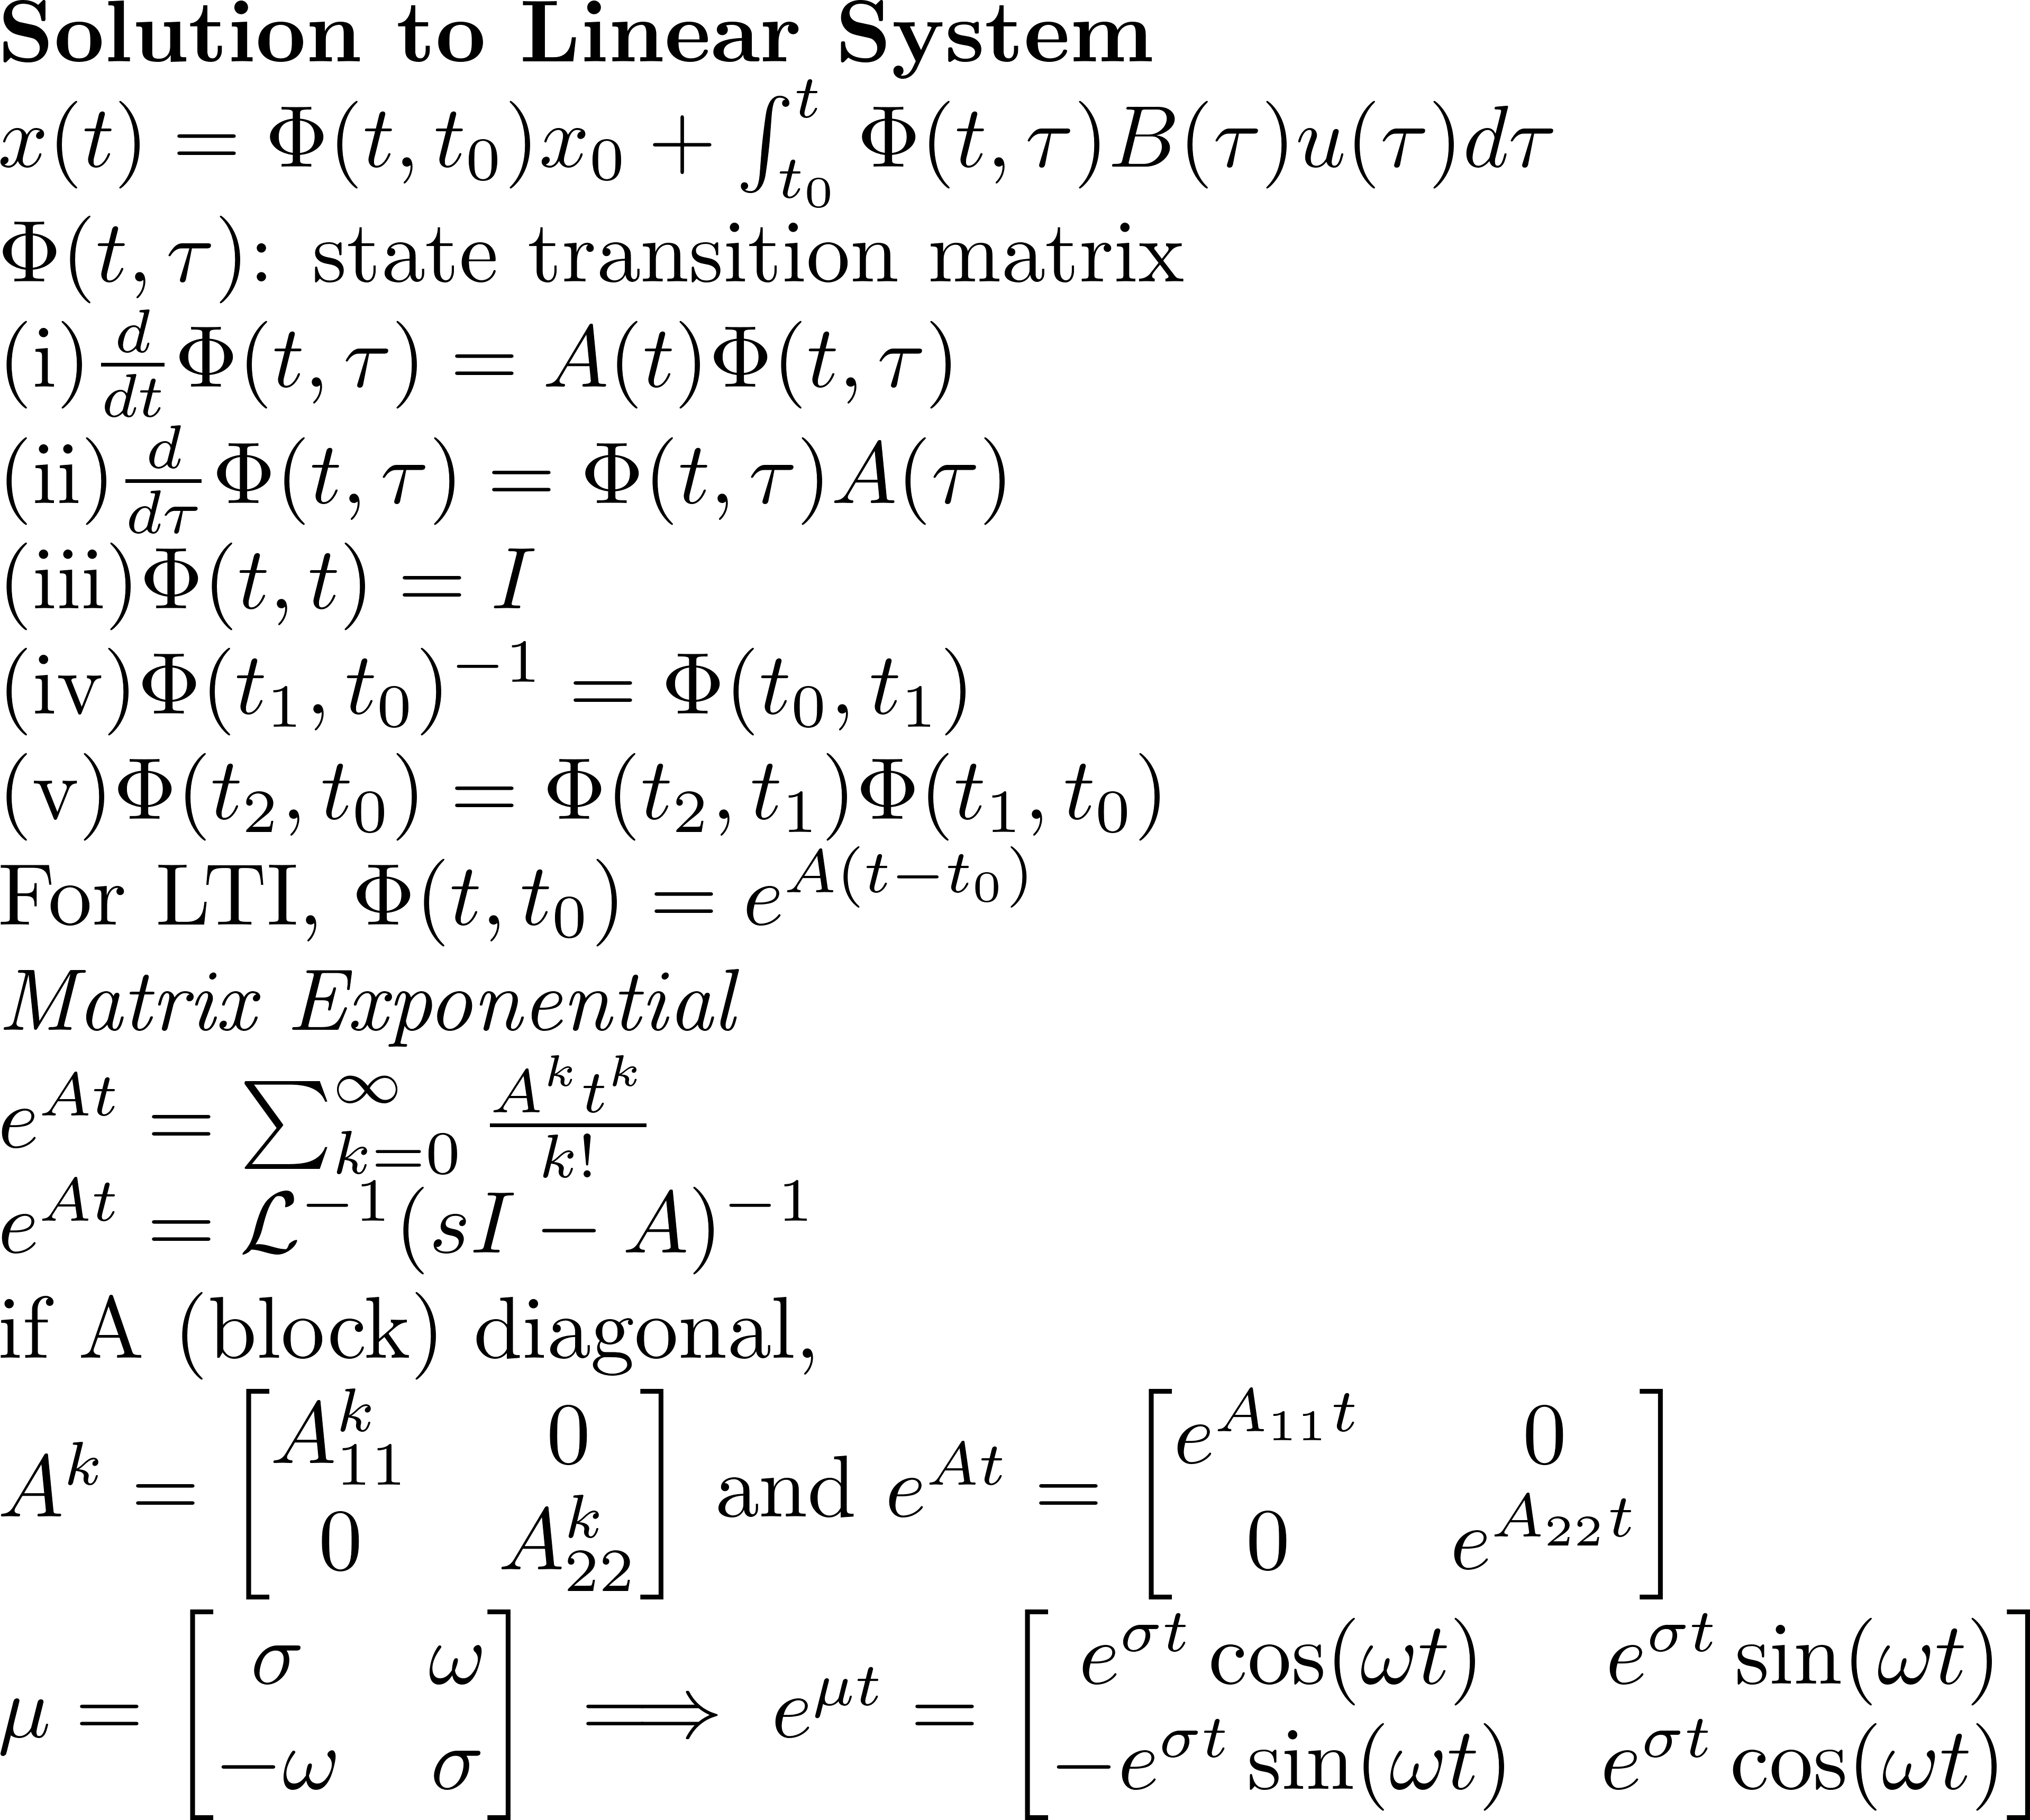 Solution to Linear System
x(t) = Φ(t, t₀)x₀ + ∫_{t₀}^{t} Φ(t, τ)B(τ)u(τ)dτ
Φ(t, τ): state transition matrix
(i) d/dt Φ(t, τ) = A(t)Φ(t, τ)
(ii) d/dτ Φ(t, τ) = Φ(t, τ)A(τ)
(iii)Φ(t, t) = I
(iv)Φ(t₁, t₀)⁻¹ = Φ(t₀, t₁)
(v)Φ(t₂, t₀) = Φ(t₂, t₁)Φ(t₁, t₀)
For LTI, Φ(t, t₀) = e^{A(t−t₀)}
Matrix Exponential
e^{At} = ∑_{k=0}^{∞} A^k t^k / k!
e^{At} = ℒ⁻¹(sI − A)⁻¹
if A (block) diagonal,
A^k = [A₁₁^k 0; 0 A₂₂^k] and e^{At} = [e^{A₁₁t} 0; 0 e^{A₂₂t}]
μ = [σ ω; −ω σ] ⟹ e^{μt} = [e^{σt} cos(ωt) e^{σt} sin(ωt); −e^{σt} sin(ωt) e^{σt} cos(ωt)]